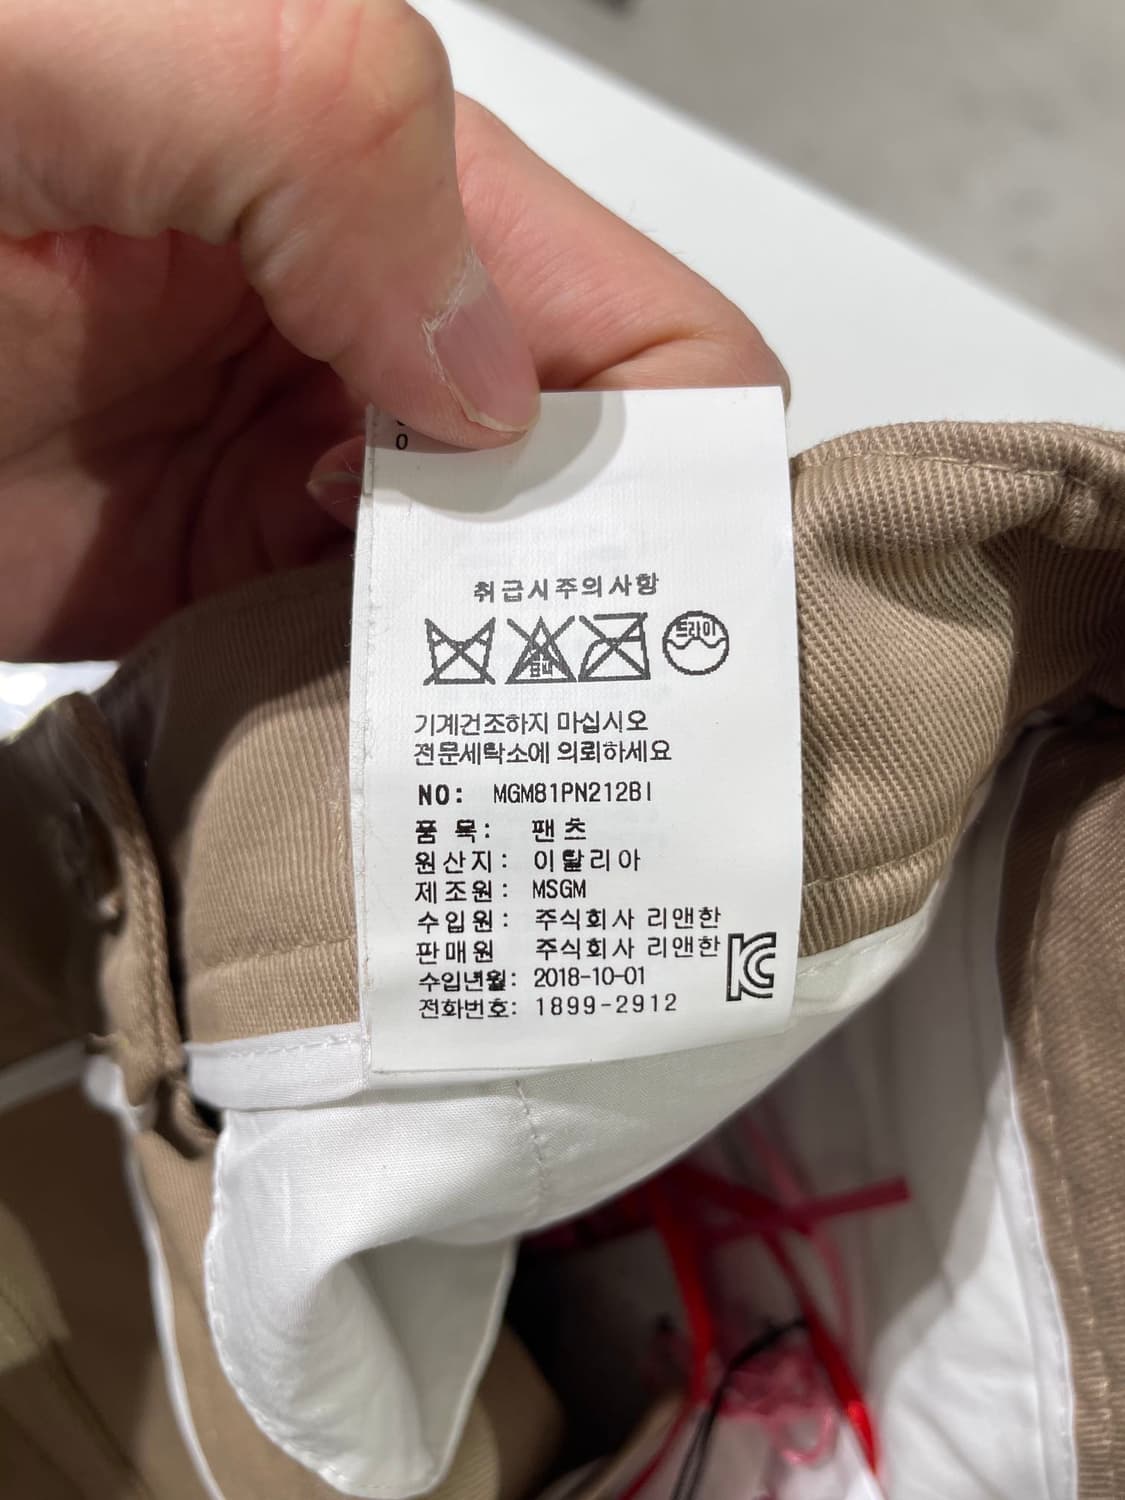 0
취급시주의사항
표백
드라이
기계건조하지 마십시오
전문세탁소에 의뢰하세요
NO: MGM81PN212BI
품 목: 팬 츠
원산지: 이탈리아
제조원: MSGM
수입원: 주식회사 리앤한
판매원 주식회사 리앤한
수입년월: 2018-10-01
전화번호: 1899-2912
KC